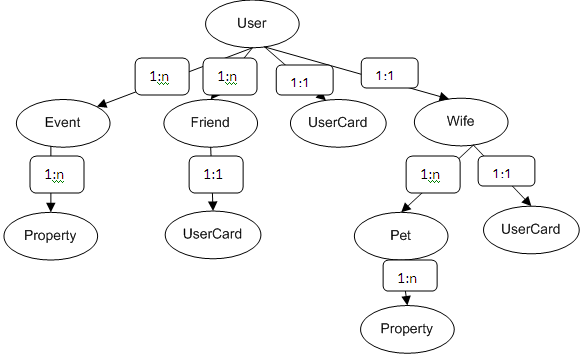 User
1:n
1:n
1:1
1:1
Event
Friend
UserCard
Wife
1:n
1:1
1:n
1:1
Property
UserCard
Pet
UserCard
1:n
Property